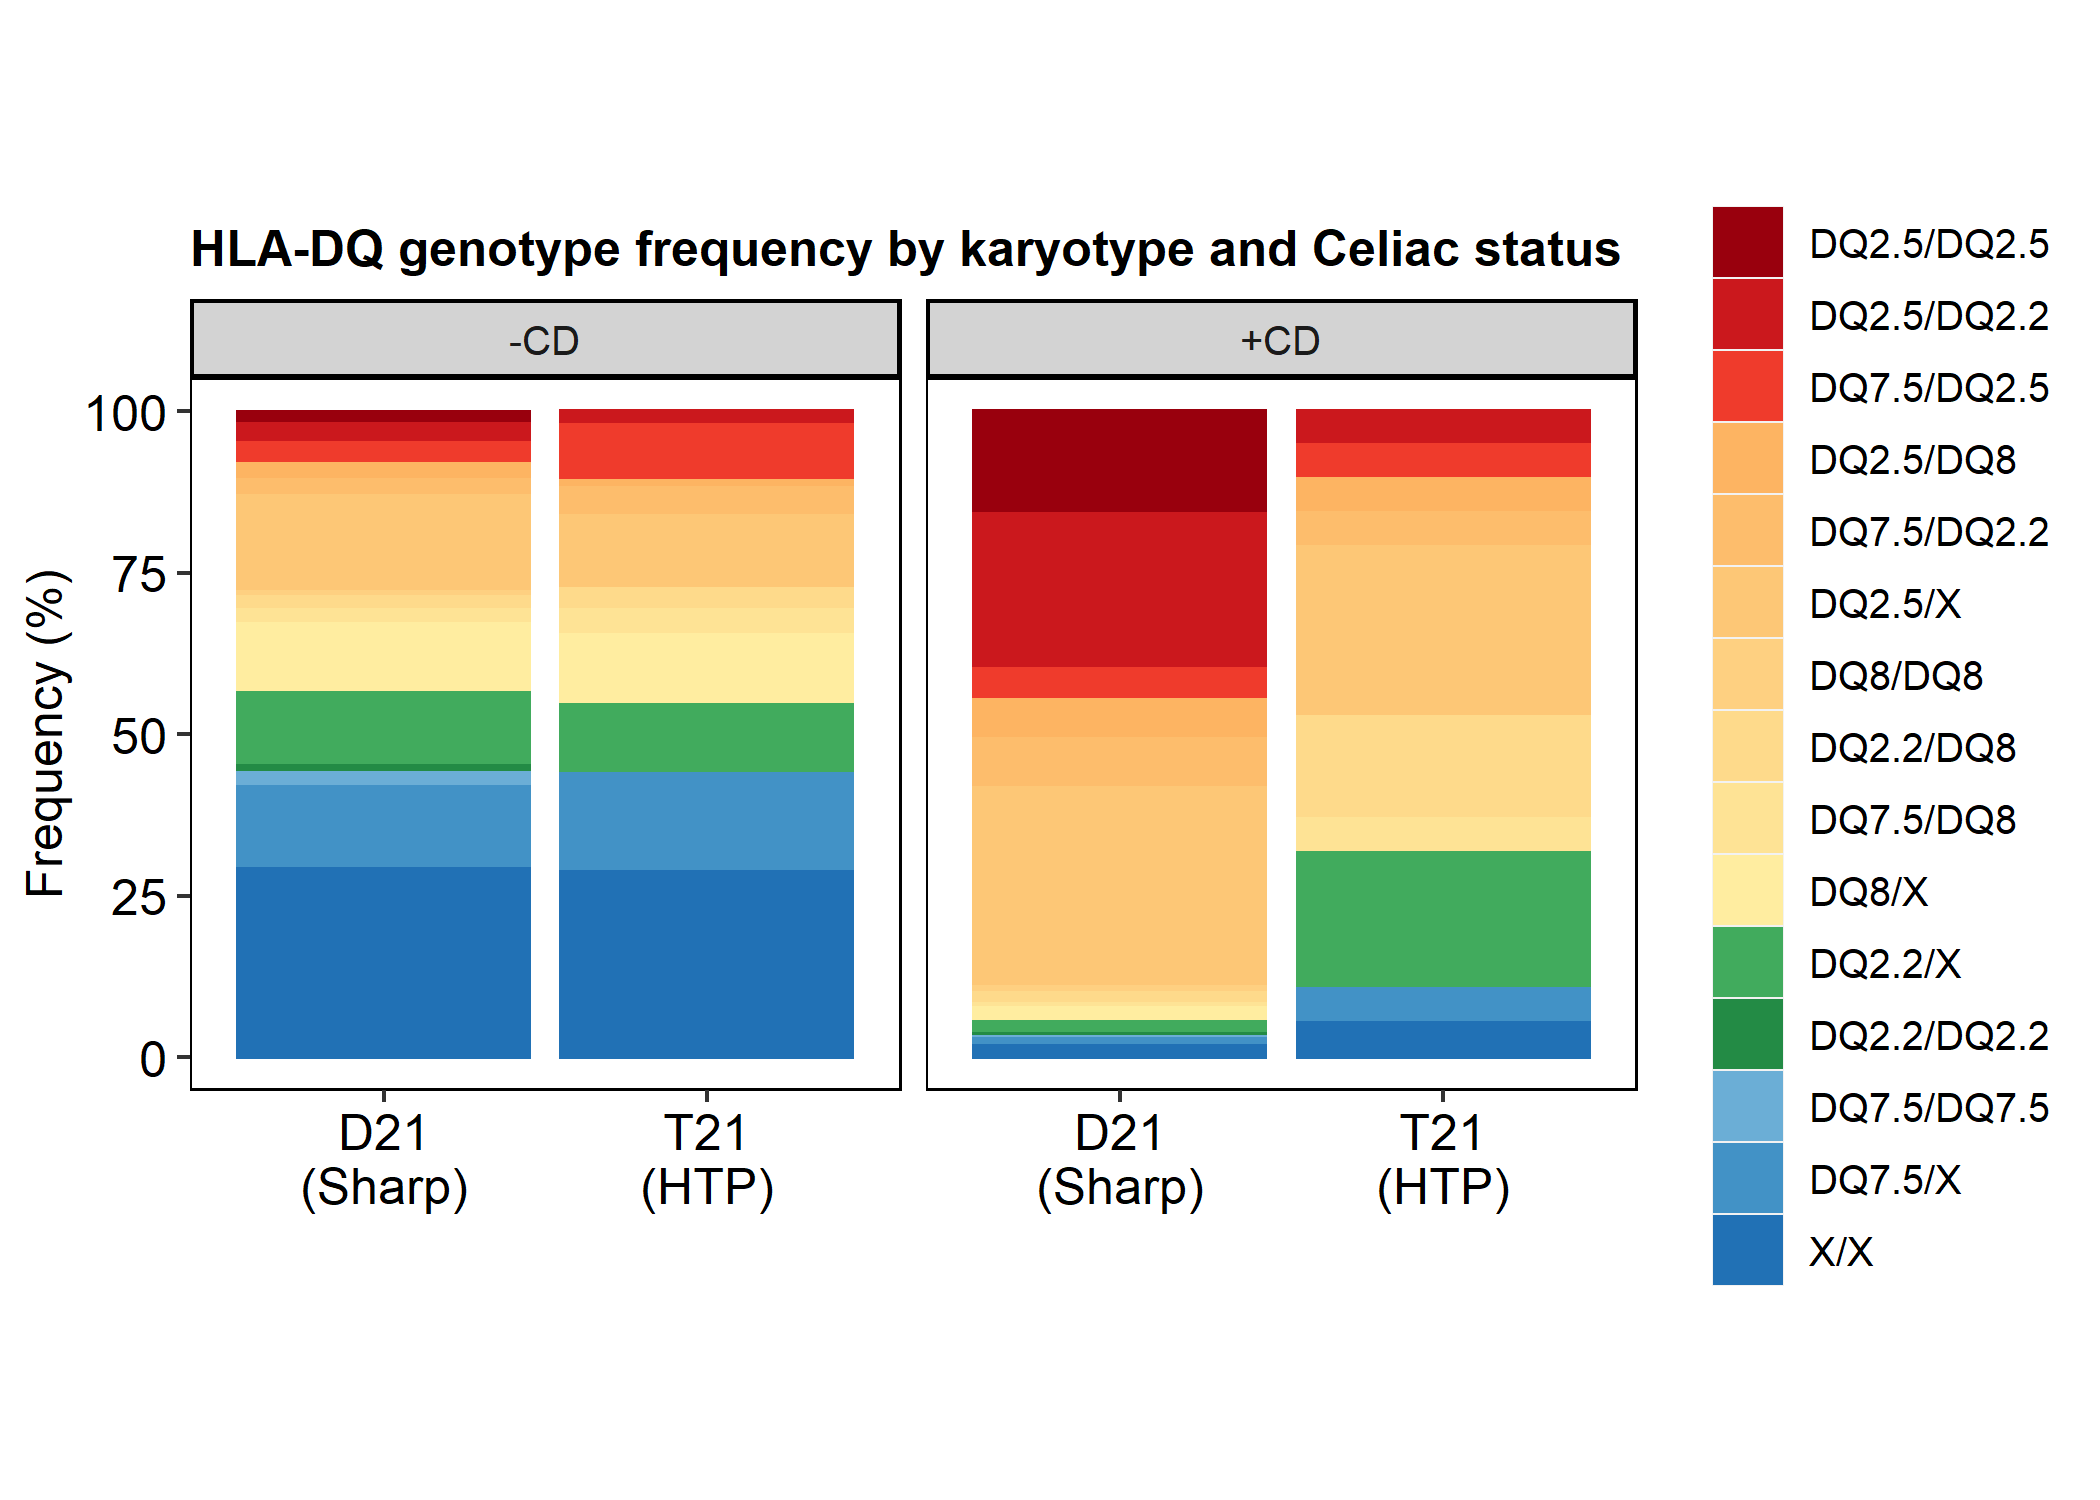 HLA-DQ genotype frequency by karyotype and Celiac status
-CD
+CD
Frequency (%)
100
75
50
25
0
D21
(Sharp)
T21
(HTP)
D21
(Sharp)
T21
(HTP)
DQ2.5/DQ2.5
DQ2.5/DQ2.2
DQ7.5/DQ2.5
DQ2.5/DQ8
DQ7.5/DQ2.2
DQ2.5/X
DQ8/DQ8
DQ2.2/DQ8
DQ7.5/DQ8
DQ8/X
DQ2.2/X
DQ2.2/DQ2.2
DQ7.5/DQ7.5
DQ7.5/X
X/X